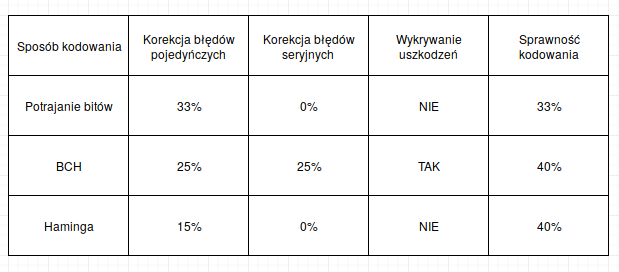 Sposób kodowania
Korekcja błędów
pojedyńczych
Korekcja błędów
seryjnych
Wykrywanie
uszkodzeń
Sprawność
kodowania
Potrajanie bitów
33%
0%
NIE
33%
BCH
25%
25%
TAK
40%
Haminga
15%
0%
NIE
40%